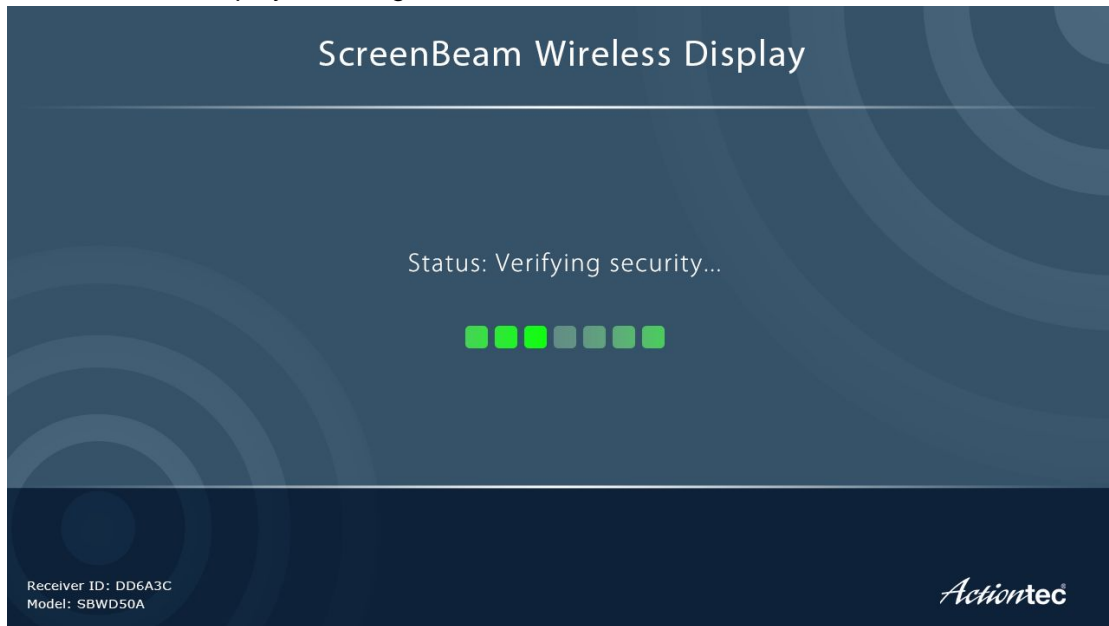 ScreenBeam Wireless Display
Status: Verifying security...
Receiver ID: DD6A3C
Model: SBWD50A
Actiontec